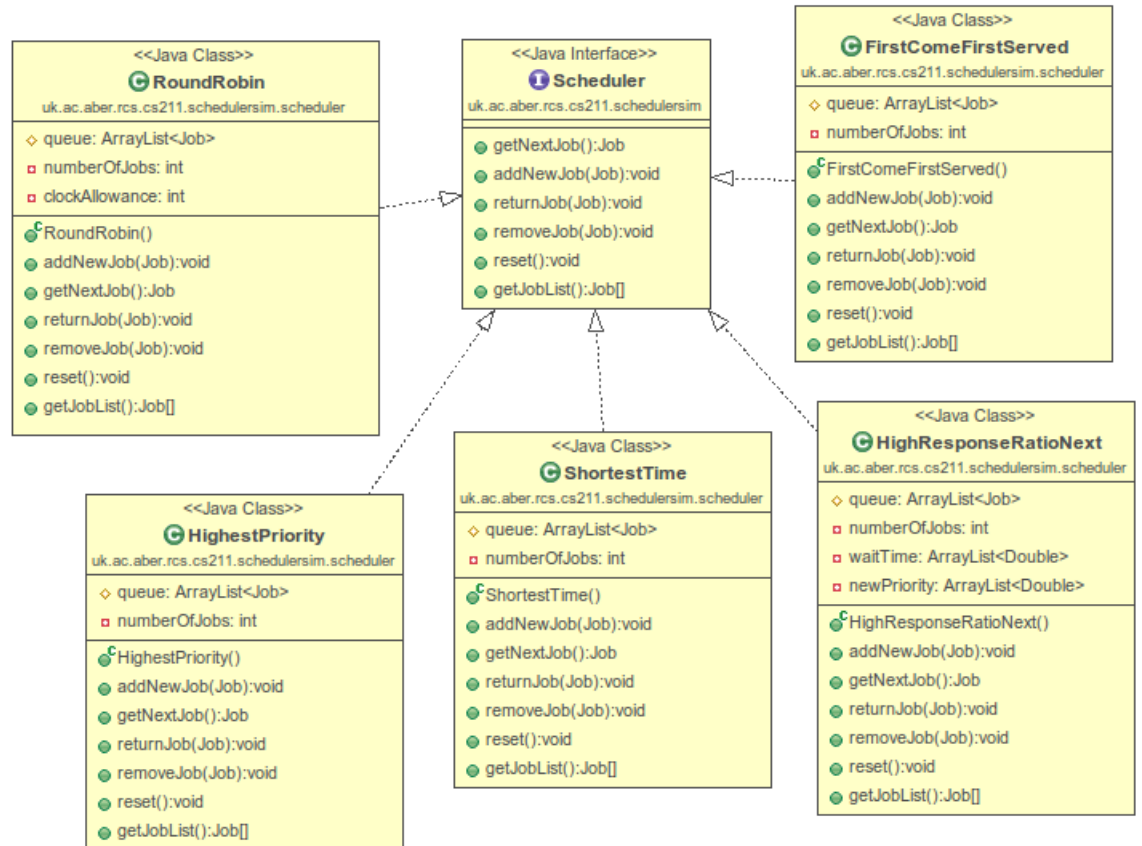 <<Java Class>>
RoundRobin
uk.ac.aber.rcs.cs211.schedulersim.scheduler
queue: ArrayList<Job>
numberOfJobs: int
clockAllowance: int
RoundRobin()
addNewJob(Job):void
getNextJob():Job
returnJob(Job):void
removeJob(Job):void
reset():void
getJobList():Job[]
<<Java Interface>>
Scheduler
uk.ac.aber.rcs.cs211.schedulersim
getNextJob():Job
addNewJob(Job):void
returnJob(Job):void
removeJob(Job):void
reset():void
getJobList():Job[]
<<Java Class>>
FirstComeFirstServed
uk.ac.aber.rcs.cs211.schedulersim.scheduler
queue: ArrayList<Job>
numberOfJobs: int
FirstComeFirstServed()
addNewJob(Job):void
getNextJob():Job
returnJob(Job):void
removeJob(Job):void
reset():void
getJobList():Job[]
<<Java Class>>
HighestPriority
uk.ac.aber.rcs.cs211.schedulersim.scheduler
queue: ArrayList<Job>
numberOfJobs: int
HighestPriority()
addNewJob(Job):void
getNextJob():Job
returnJob(Job):void
removeJob(Job):void
reset():void
getJobList():Job[]
<<Java Class>>
ShortestTime
uk.ac.aber.rcs.cs211.schedulersim.scheduler
queue: ArrayList<Job>
numberOfJobs: int
ShortestTime()
addNewJob(Job):void
getNextJob():Job
returnJob(Job):void
removeJob(Job):void
reset():void
getJobList():Job[]
<<Java Class>>
HighResponseRatioNext
uk.ac.aber.rcs.cs211.schedulersim.scheduler
queue: ArrayList<Job>
numberOfJobs: int
waitTime: ArrayList<Double>
newPriority: ArrayList<Double>
HighResponseRatioNext()
addNewJob(Job):void
getNextJob():Job
returnJob(Job):void
removeJob(Job):void
reset():void
getJobList():Job[]